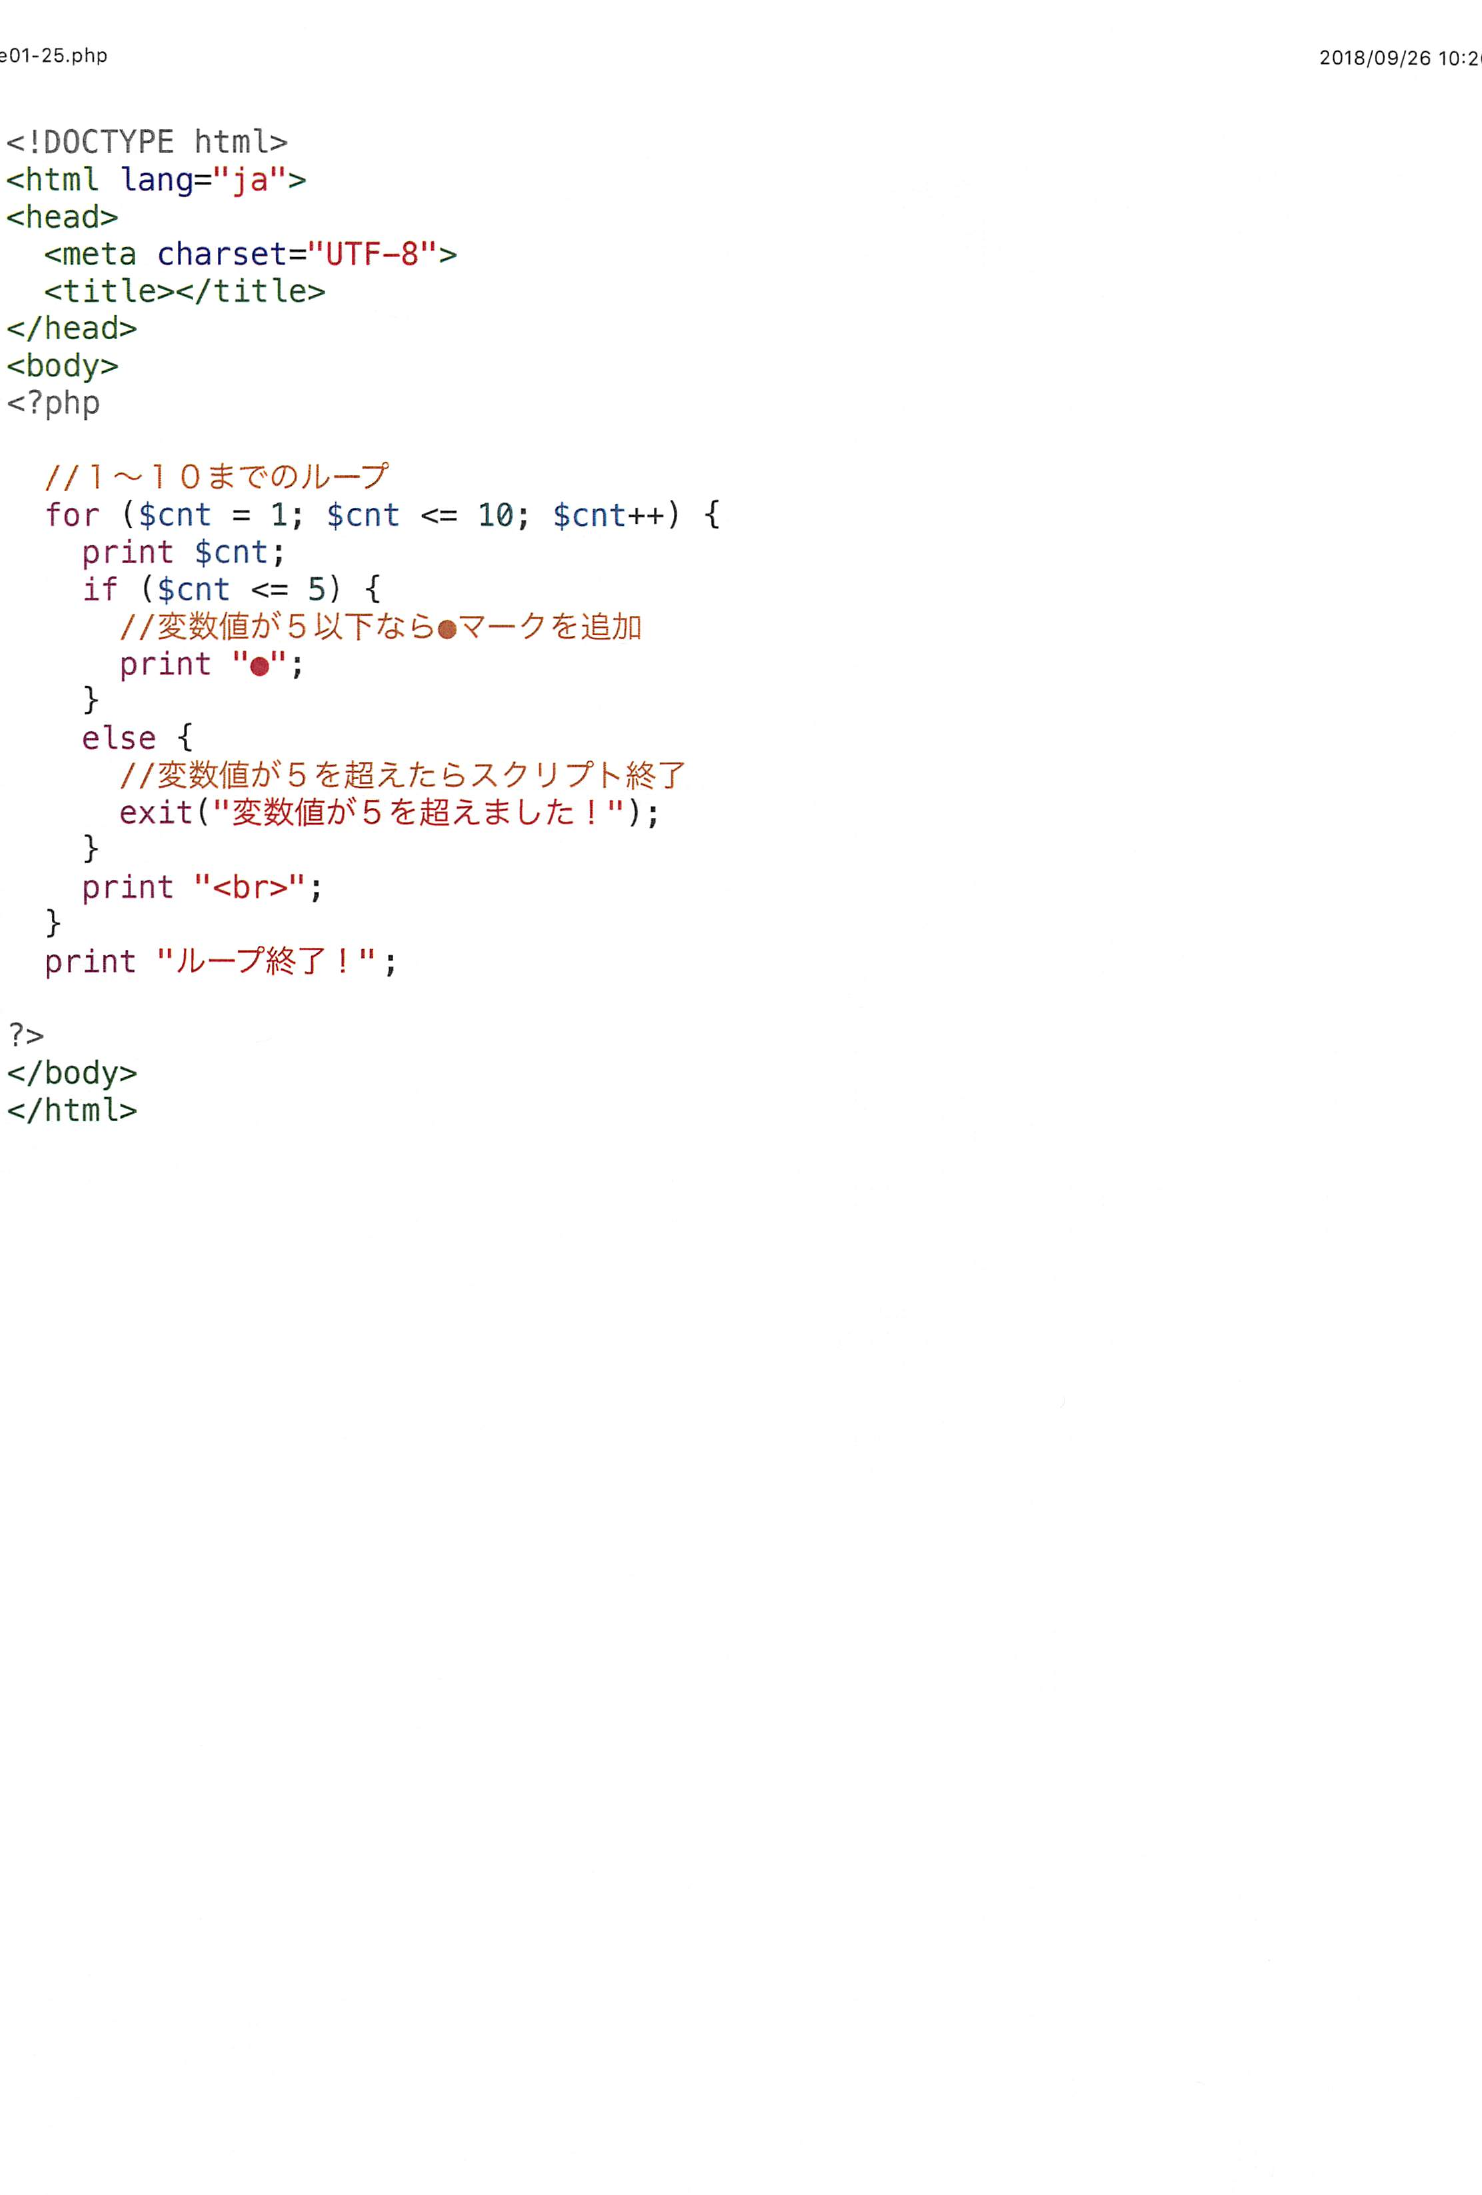 e01-25.php
2018/09/26 10:2
<!DOCTYPE html>
<html lang="ja">
<head>
  <meta charset="UTF-8">
  <title></title>
</head>
<body>
<?php

  //１～１０までのループ
  for ($cnt = 1; $cnt <= 10; $cnt++) {
    print $cnt;
    if ($cnt <= 5) {
      //変数値が５以下なら●マークを追加
      print "●";
    }
    else {
      //変数値が５を超えたらスクリプト終了
      exit("変数値が５を超えました！");
    }
    print "<br>";
  }
  print "ループ終了！";

?>
</body>
</html>